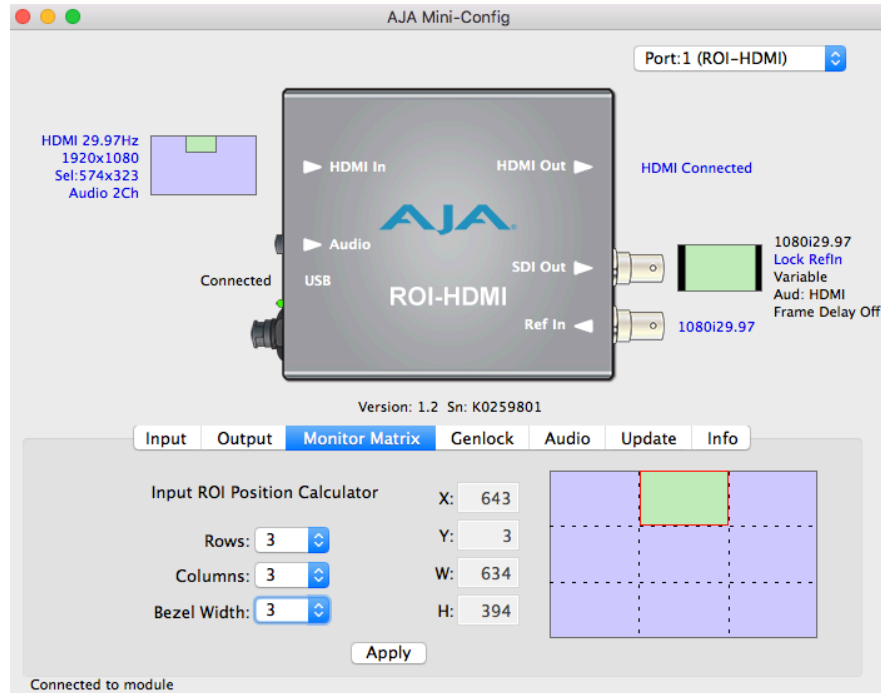 AJA Mini-Config
Port:1 (ROI-HDMI)
HDMI 29.97Hz
1920x1080
Sel:574x323
Audio 2Ch
HDMI In
HDMI Out
HDMI Connected
AJA
Audio
Connected
USB
SDI Out
ROI-HDMI
Ref In
1080i29.97
Lock RefIn
Variable
Aud: HDMI
Frame Delay Off
1080i29.97
Version: 1.2 Sn: K0259801
Input Output Monitor Matrix Genlock Audio Update Info
Input ROI Position Calculator
Rows: 3
Columns: 3
Bezel Width: 3
X: 643
Y: 3
W: 634
H: 394
Apply
Connected to module